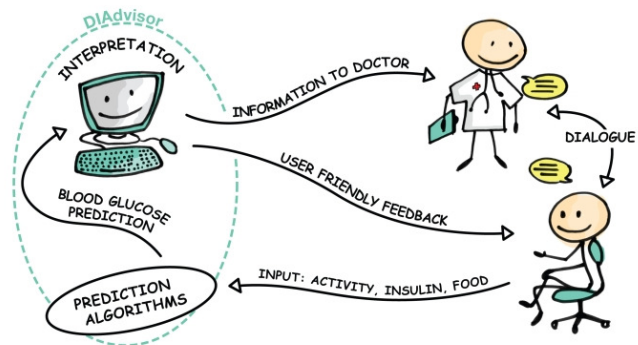 DIAdvisor
INTERPRETATION
INFORMATION TO DOCTOR
DIALOGUE
USER FRIENDLY FEEDBACK
BLOOD GLUCOSE
PREDICTION
INPUT: ACTIVITY, INSULIN, FOOD
PREDICTION
ALGORITHMS